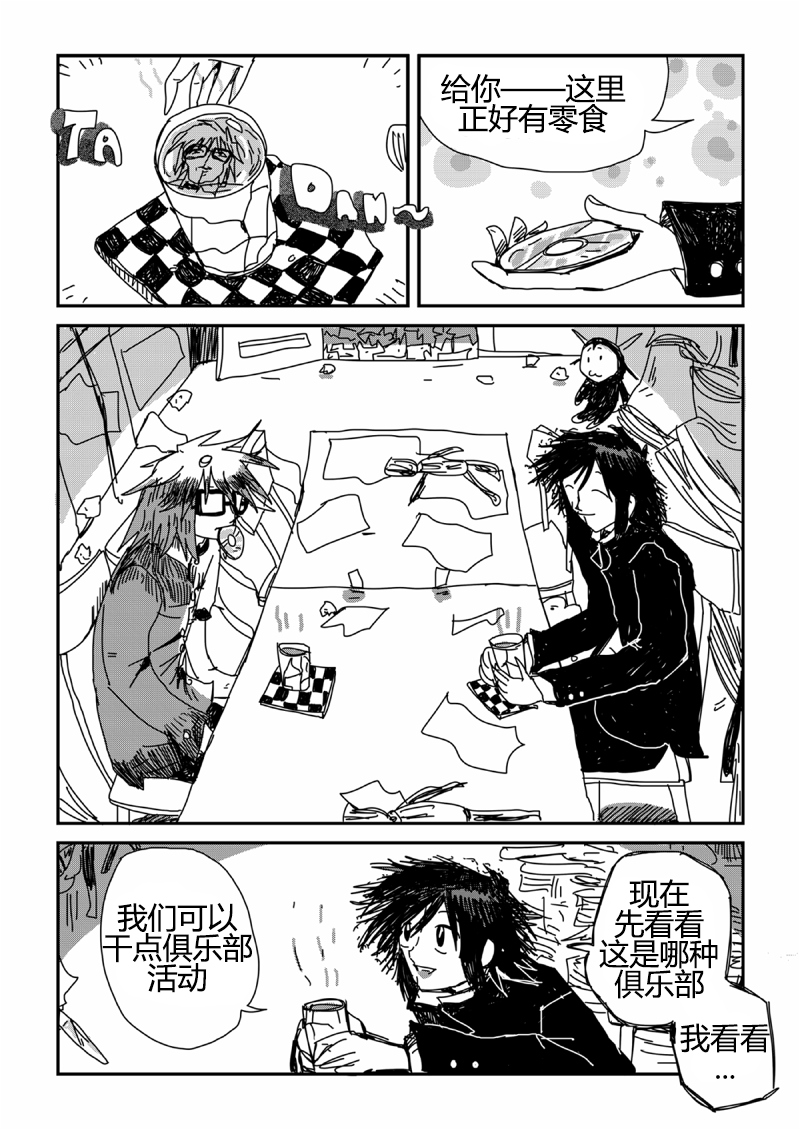 TA
DAH~
给你——这里
正好有零食
我们可以
干点俱乐部
活动
现在
先看看
这是哪种
俱乐部
我看看
...